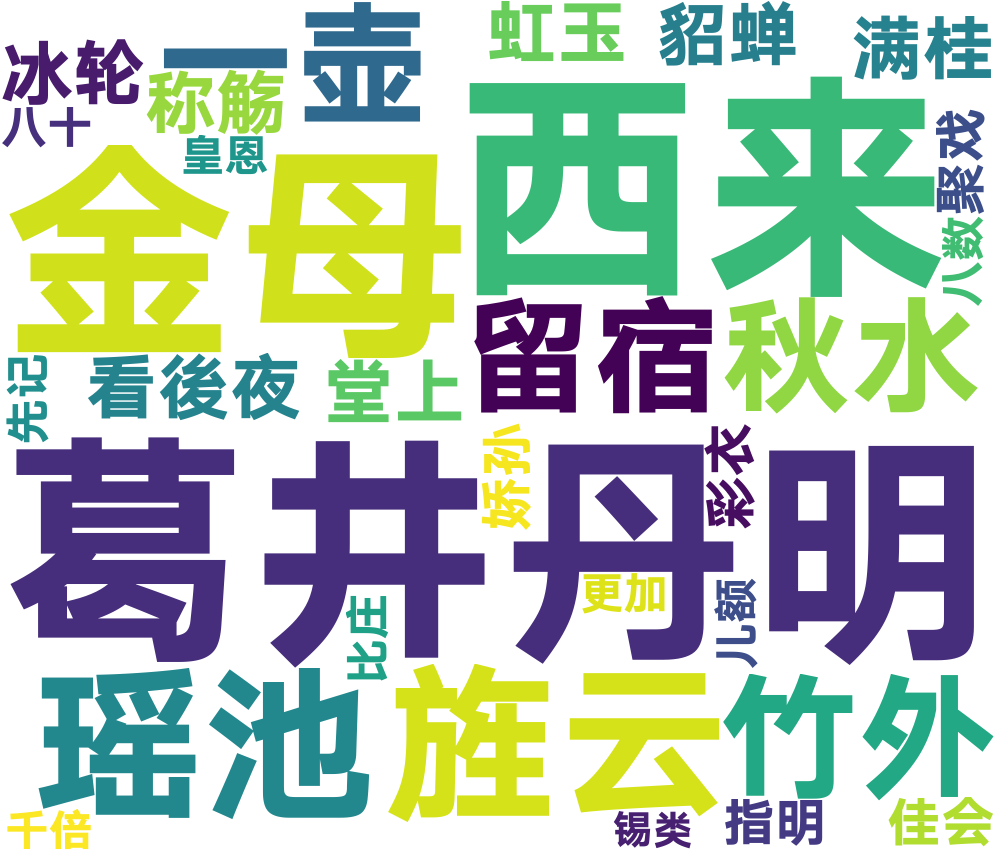 冰轮
一壶
虹玉
貂蝉
满桂
称觞
八十
皇恩
金母
西来
聚戏
八数
留宿
秋水
先记
看後夜
堂上
葛井丹明
娇孙
彩衣
更加
儿额
比庄
瑶池
旌云
竹外
千倍
锡类
指明
佳会